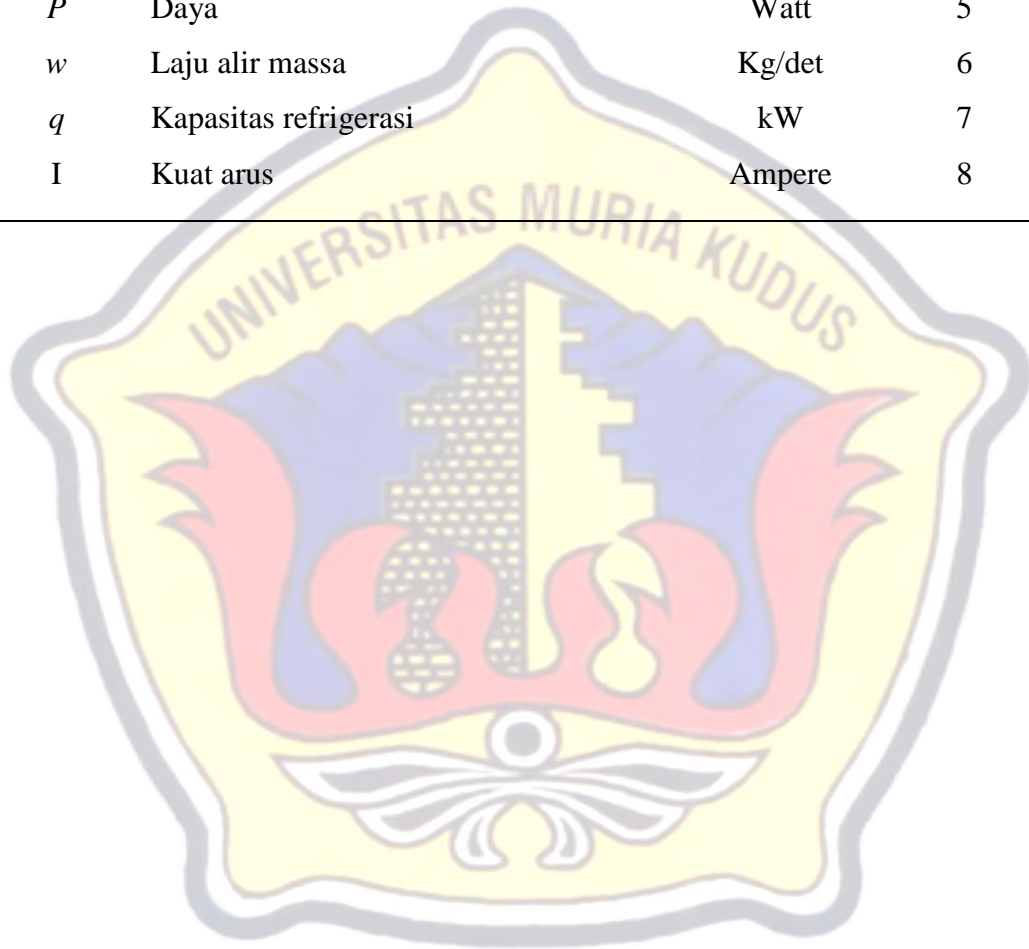 P Daya Watt 5
w Laju alir massa Kg/det 6
q Kapasitas refrigerasi kW 7
I Kuat arus Ampere 8
UNIVERSITAS MURIA KUDUS